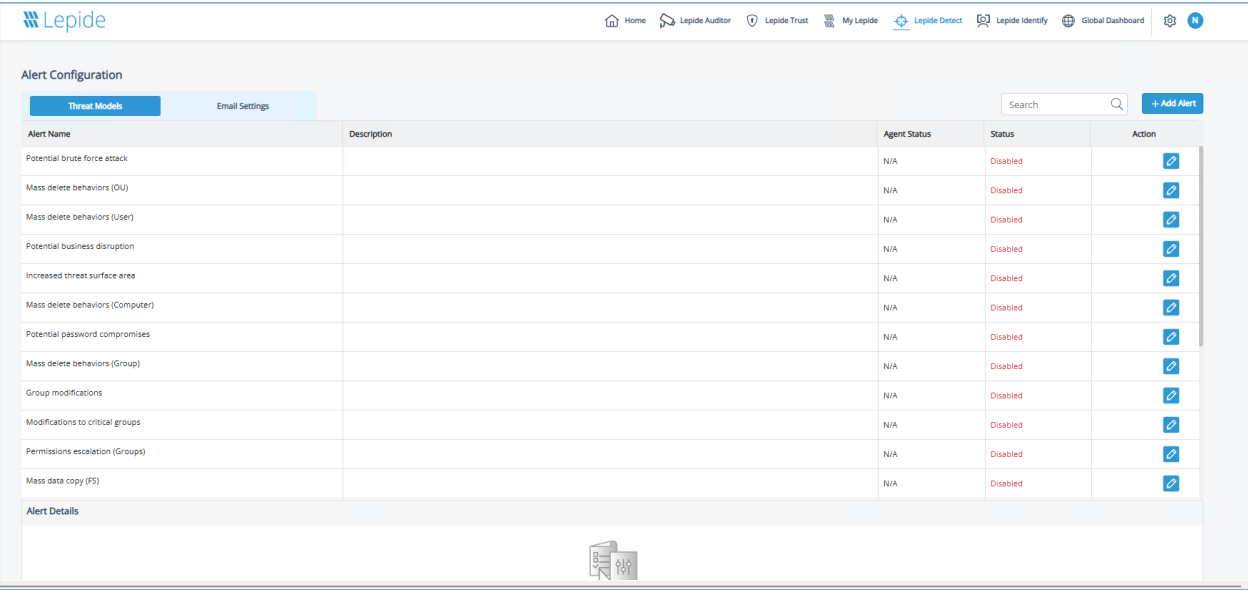 Lepide
Home Lepide Auditor Lepide Trust My Lepide Lepide Detect Lepide Identify Global Dashboard N
Alert Configuration
Threat Models Email Settings Search + Add Alert
Alert Name Description Agent Status Status Action
Potential brute force attack N/A Disabled
Mass delete behaviors (OU) N/A Disabled
Mass delete behaviors (User) N/A Disabled
Potential business disruption N/A Disabled
Increased threat surface area N/A Disabled
Mass delete behaviors (Computer) N/A Disabled
Potential password compromises N/A Disabled
Mass delete behaviors (Group) N/A Disabled
Group modifications N/A Disabled
Modifications to critical groups N/A Disabled
Permissions escalation (Groups) N/A Disabled
Mass data copy (FS) N/A Disabled
Alert Details